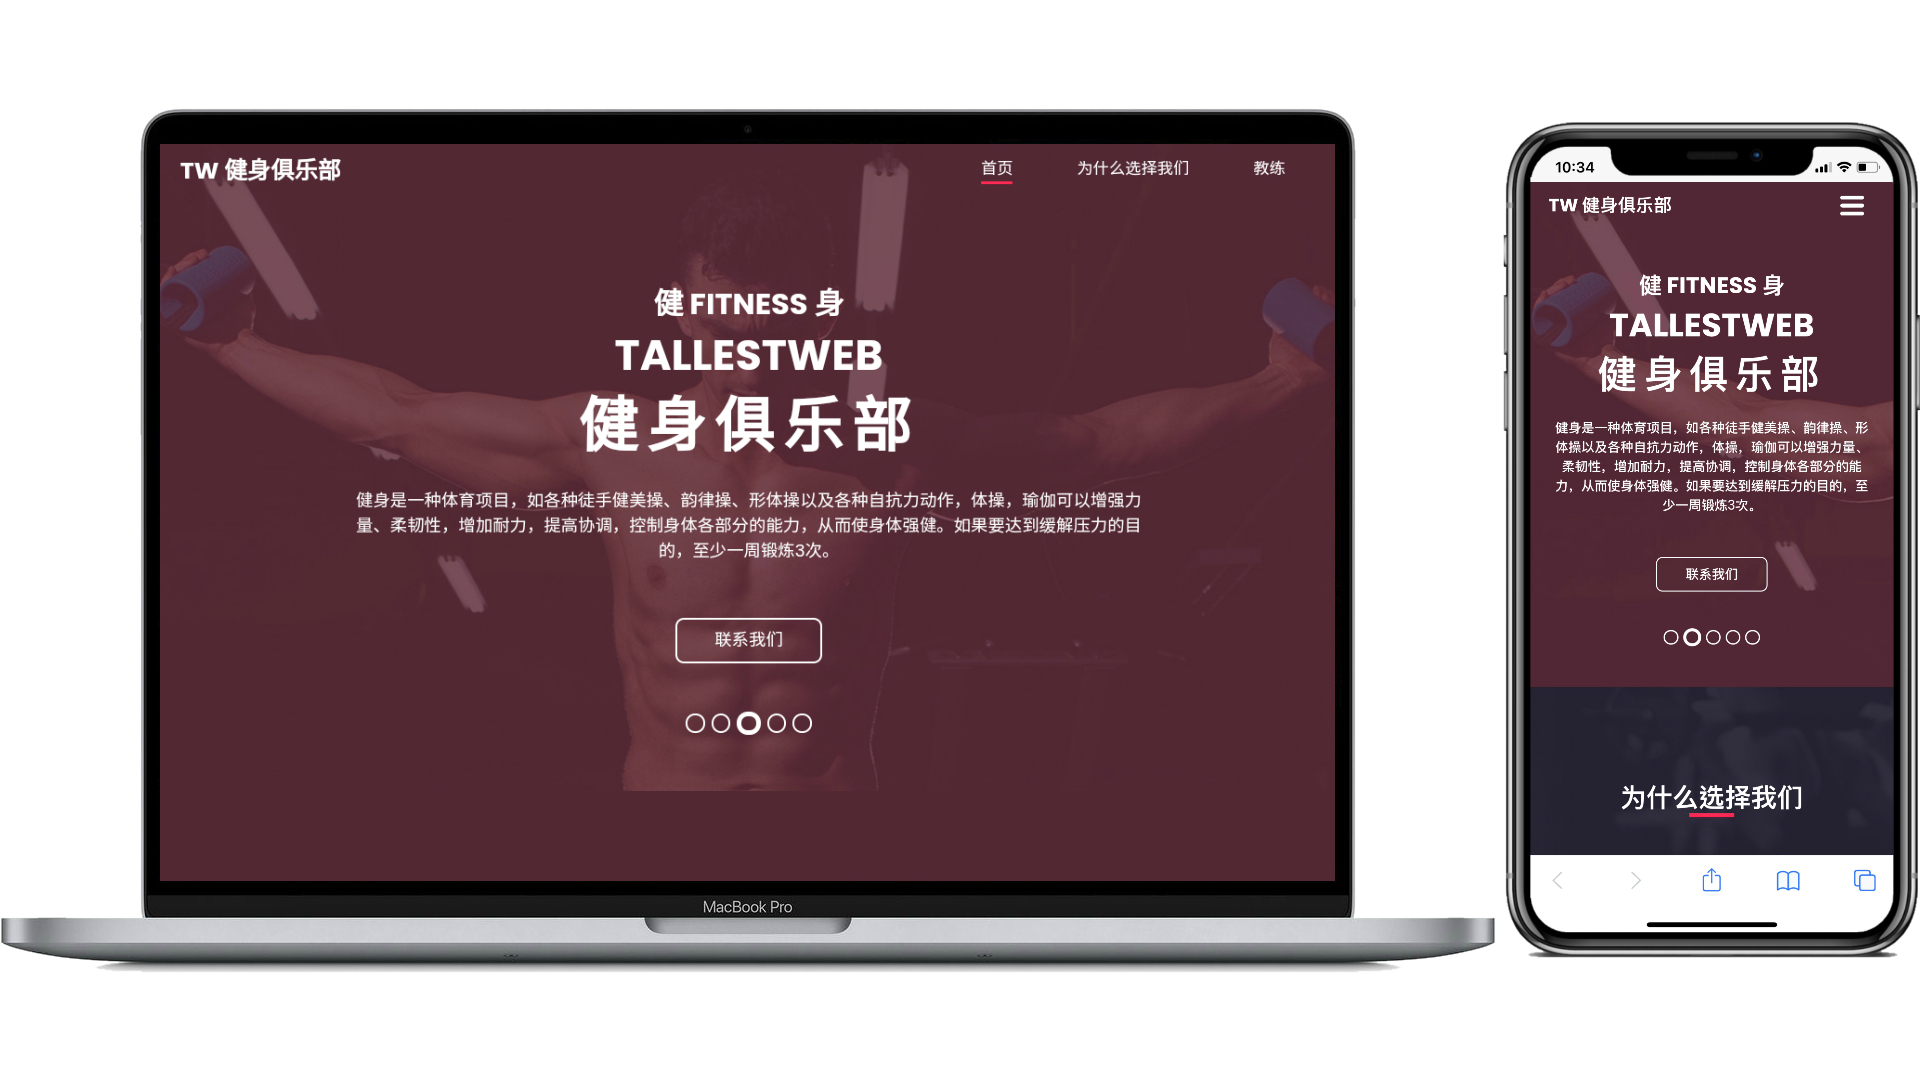 TW 健身俱乐部
首页 为什么选择我们 教练
健 FITNESS 身
TALLESTWEB
健身俱乐部
健身是一种体育项目，如各种徒手健美操、韵律操、形体操以及各种自抗力动作，体操，瑜伽可以增强力
量、柔韧性，增加耐力，提高协调，控制身体各部分的能力，从而使身体强健。如果要达到缓解压力的目
的，至少一周锻炼3次。
联系我们
MacBook Pro
10:34
TW 健身俱乐部
健 FITNESS 身
TALLESTWEB
健身俱乐部
健身是一种体育项目，如各种徒手健美操、韵律操、形
体操以及各种自抗力动作，体操，瑜伽可以增强力量、
柔韧性，增加耐力，提高协调，控制身体各部分的能
力，从而使身体强健。如果要达到缓解压力的目的，至
少一周锻炼3次。
联系我们
为什么选择我们